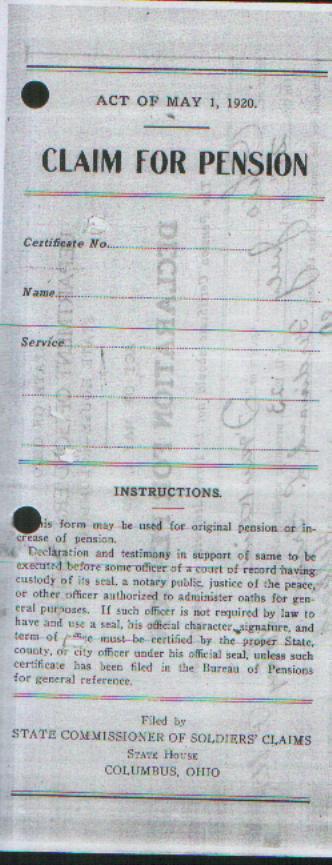 ACT OF MAY 1, 1920.
CLAIM FOR PENSION
Certificate No.
Name
Service
INSTRUCTIONS.
his form may be used for original pension or in-
crease of pension.
Declaration and testimony in support of same to be
executed before some officer of a court of record having
custody of its seal, a notary public, justice of the peace,
or other officer authorized to administer oaths for gen-
eral purposes. If such officer is not required by law to
have and use a seal, his official character, signature, and
term of office must be certified by the proper State,
county, or city officer under his official seal, unless such
certificate has been filed in the Bureau of Pensions
for general reference.
Filed by
STATE COMMISSIONER OF SOLDIERS' CLAIMS
STATE HOUSE
COLUMBUS, OHIO